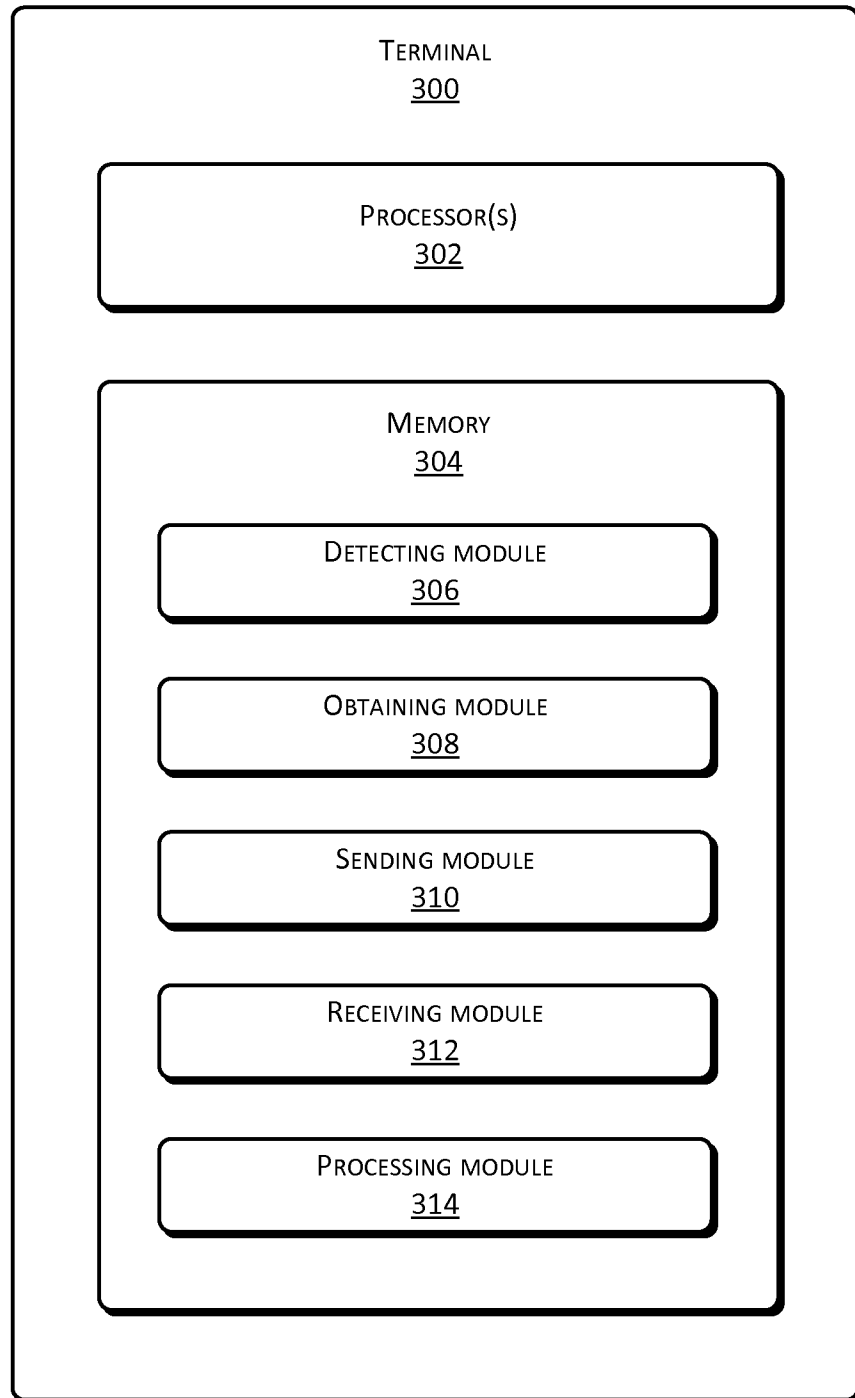 TERMINAL
300
PROCESSOR(S)
302
MEMORY
304
DETECTING MODULE
306
OBTAINING MODULE
308
SENDING MODULE
310
RECEIVING MODULE
312
PROCESSING MODULE
314